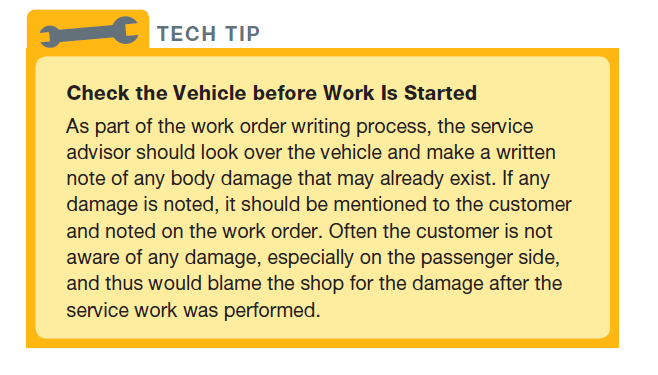 TECH TIP
Check the Vehicle before Work Is Started
As part of the work order writing process, the service
advisor should look over the vehicle and make a written
note of any body damage that may already exist. If any
damage is noted, it should be mentioned to the customer
and noted on the work order. Often the customer is not
aware of any damage, especially on the passenger side,
and thus would blame the shop for the damage after the
service work was performed.